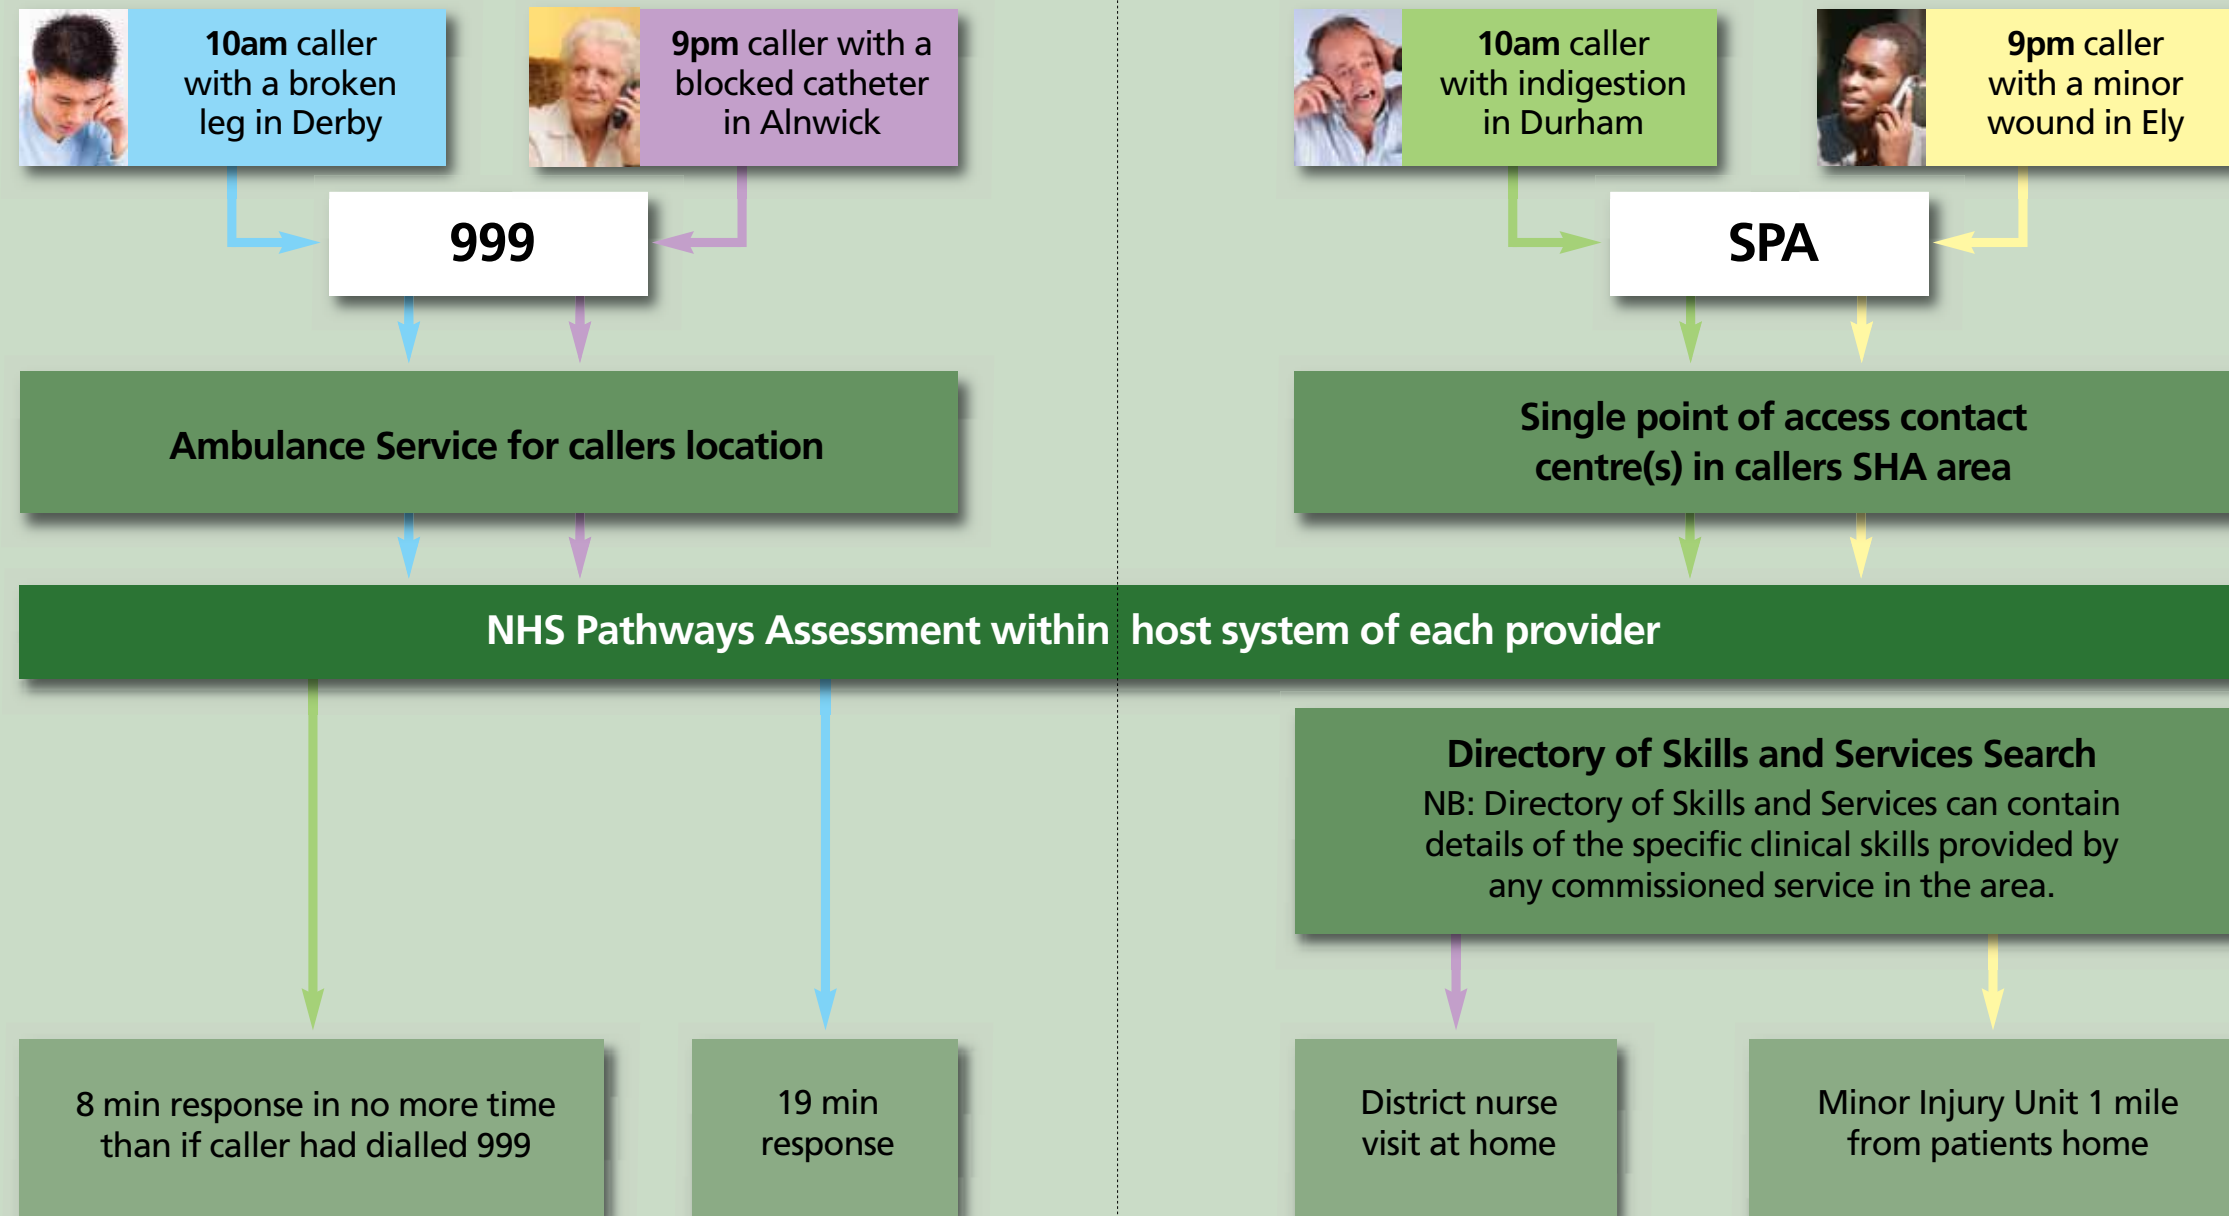 10am caller
with a broken
leg in Derby
9pm caller with a
blocked catheter
in Alnwick
10am caller
with indigestion
in Durham
9pm caller
with a minor
wound in Ely
999
SPA
Ambulance Service for callers location
Single point of access contact
centre(s) in callers SHA area
NHS Pathways Assessment within host system of each provider
Directory of Skills and Services Search
NB: Directory of Skills and Services can contain
details of the specific clinical skills provided by
any commissioned service in the area.
8 min response in no more time
than if caller had dialled 999
19 min
response
District nurse
visit at home
Minor Injury Unit 1 mile
from patients home